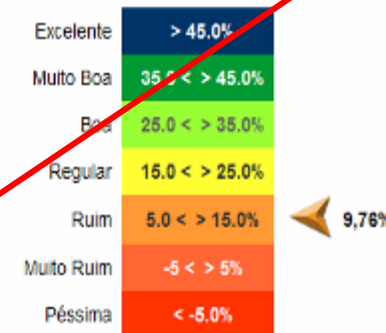 Excelente > 45.0%
Muito Boa 35.0 < > 45.0%
Boa 25.0 < > 35.0%
Regular 15.0 < > 25.0%
Ruim 5.0 < > 15.0% 9,76%
Muito Ruim -5 < > 5%
Péssima < -5.0%